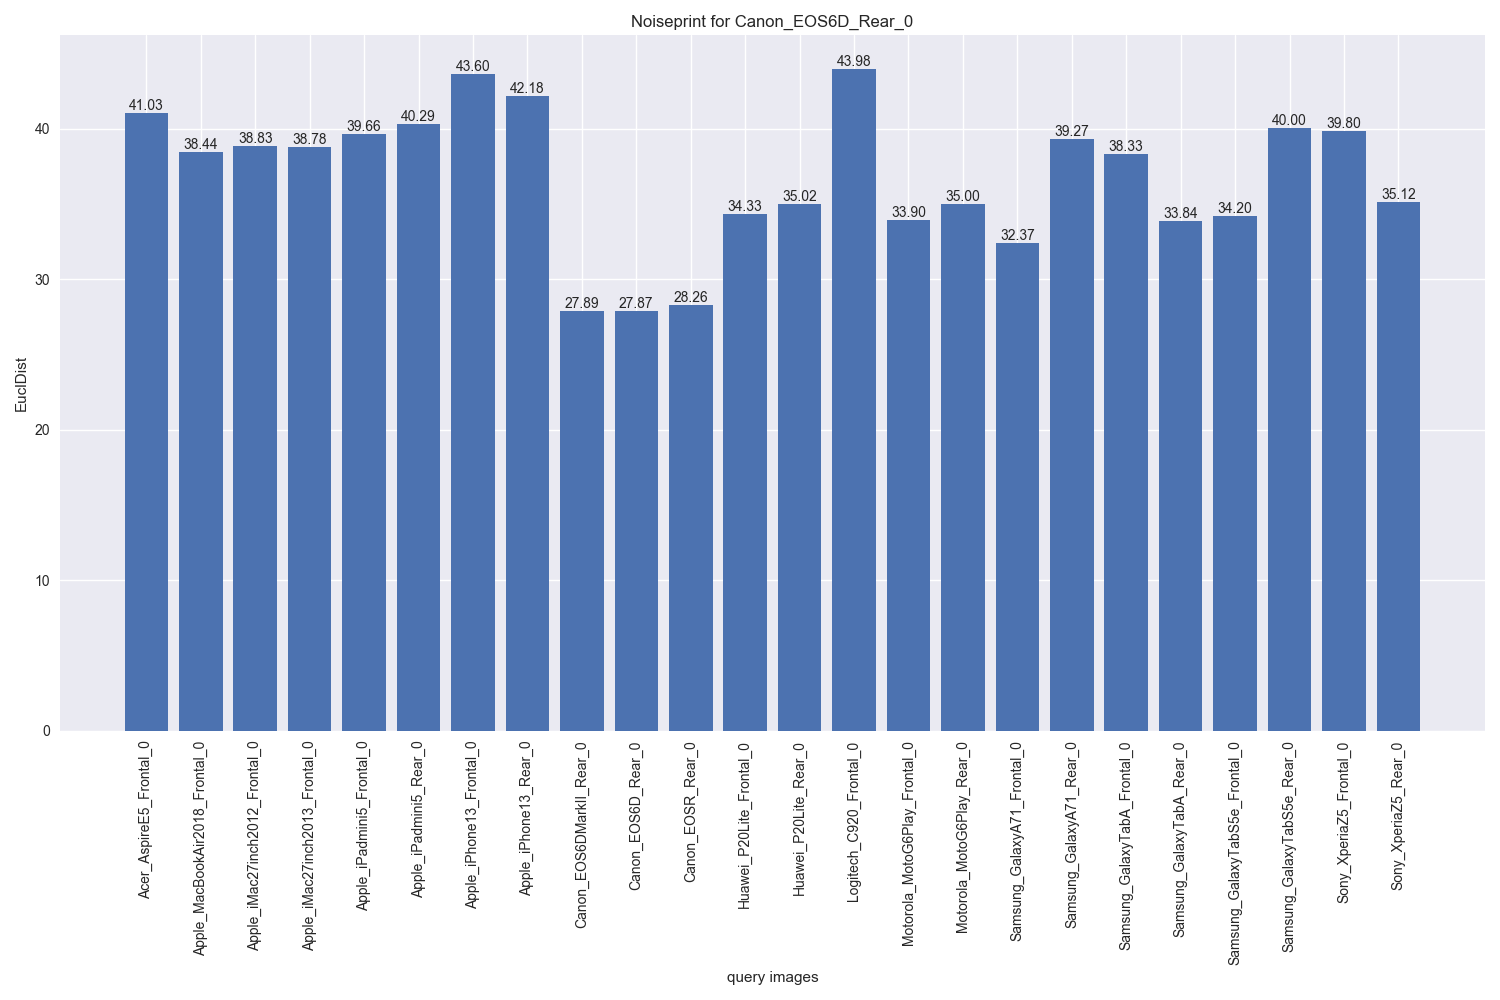 Noiseprint for Canon_EOS6D_Rear_0
EuclDist
40
30
20
10
0
41.03
38.44
38.83
38.78
39.66
40.29
43.60
42.18
27.89
27.87
28.26
34.33
35.02
43.98
33.90
35.00
32.37
39.27
38.33
33.84
34.20
40.00
39.80
35.12
Acer_AspireE5_Frontal_0
Apple_MacBookAir2018_Frontal_0
Apple_iMac27inch2012_Frontal_0
Apple_iMac27inch2013_Frontal_0
Apple_iPadmini5_Frontal_0
Apple_iPadmini5_Rear_0
Apple_iPhone13_Frontal_0
Apple_iPhone13_Rear_0
Canon_EOS6DMarkII_Rear_0
Canon_EOS6D_Rear_0
Canon_EOSR_Rear_0
Huawei_P20Lite_Frontal_0
Huawei_P20Lite_Rear_0
Logitech_C920_Frontal_0
Motorola_MotoG6Play_Frontal_0
Motorola_MotoG6Play_Rear_0
Samsung_GalaxyA71_Frontal_0
Samsung_GalaxyA71_Rear_0
Samsung_GalaxyTabA_Frontal_0
Samsung_GalaxyTabA_Rear_0
Samsung_GalaxyTabS5e_Frontal_0
Samsung_GalaxyTabS5e_Rear_0
Sony_XperiaZ5_Frontal_0
Sony_XperiaZ5_Rear_0
query images